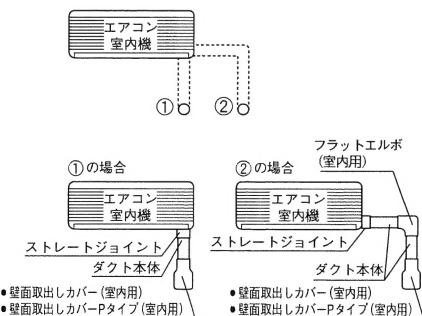 エアコン
室内機
①
②
①の場合
エアコン
室内機
ストレートジョイント
ダクト本体
●壁面取出しカバー(室内用)
●壁面取出しカバーPタイプ(室内用)
②の場合
フラットエルボ
(室内用)
エアコン
室内機
ストレートジョイント
ダクト本体
●壁面取出しカバー(室内用)
●壁面取出しカバーPタイプ(室内用)